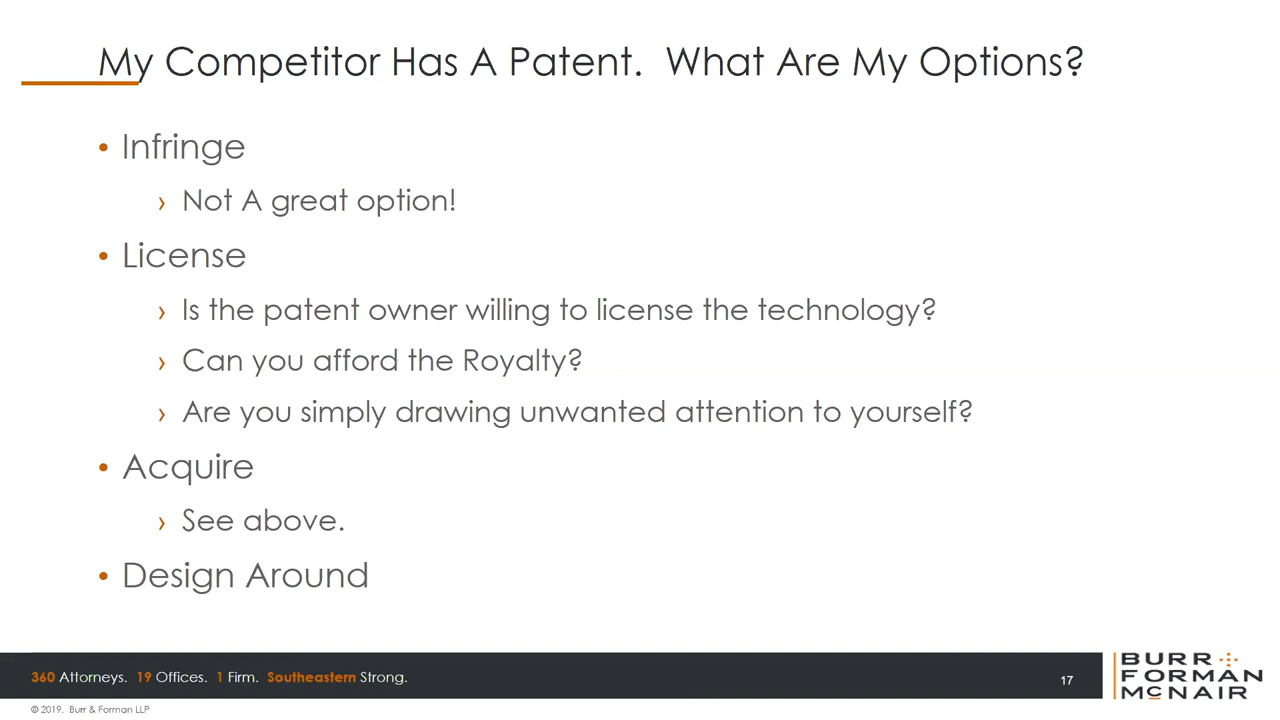 My Competitor Has A Patent.  What Are My Options?
• Infringe
› Not A great option!
• License
› Is the patent owner willing to license the technology?
› Can you afford the Royalty?
› Are you simply drawing unwanted attention to yourself?
• Acquire
› See above.
• Design Around
360 Attorneys.  19 Offices.  1 Firm.  Southeastern Strong.
17
BURR
FORMAN
MCNAIR
© 2019.  Burr & Forman LLP